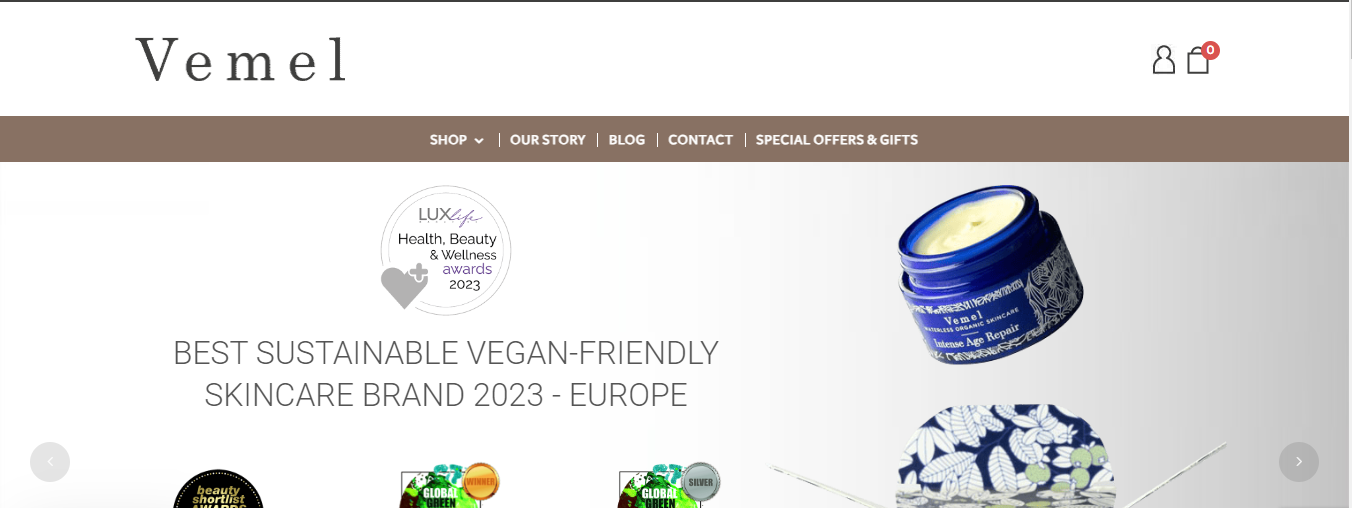 Vemel
0
SHOP
OUR STORY
BLOG
CONTACT
SPECIAL OFFERS & GIFTS
LUXlife
Health, Beauty
& Wellness
awards
2023
Vemel
WATERLESS ORGANIC SKINCARE
Intense Age Repair
BEST SUSTAINABLE VEGAN-FRIENDLY
SKINCARE BRAND 2023 - EUROPE
beauty
shortlist
AWARDS
WINNER
GLOBAL
GREEN
SILVER
GLOBAL
GREEN